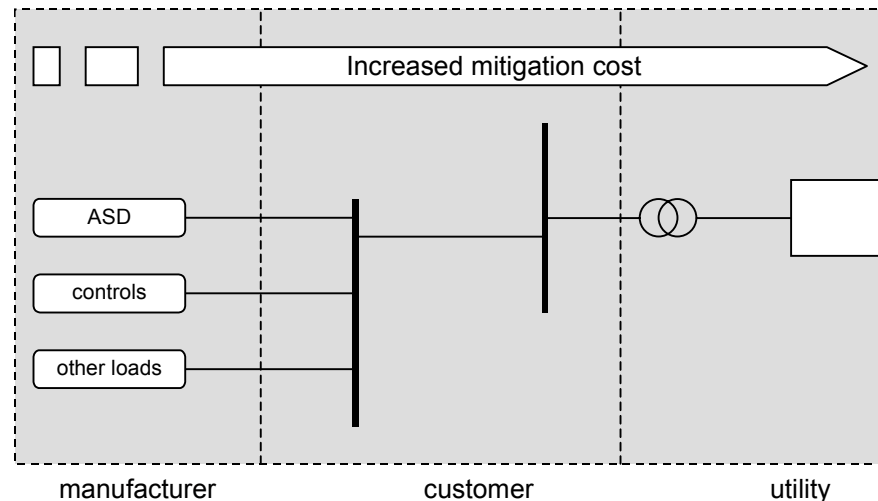 Increased mitigation cost
ASD
controls
other loads
manufacturer
customer
utility